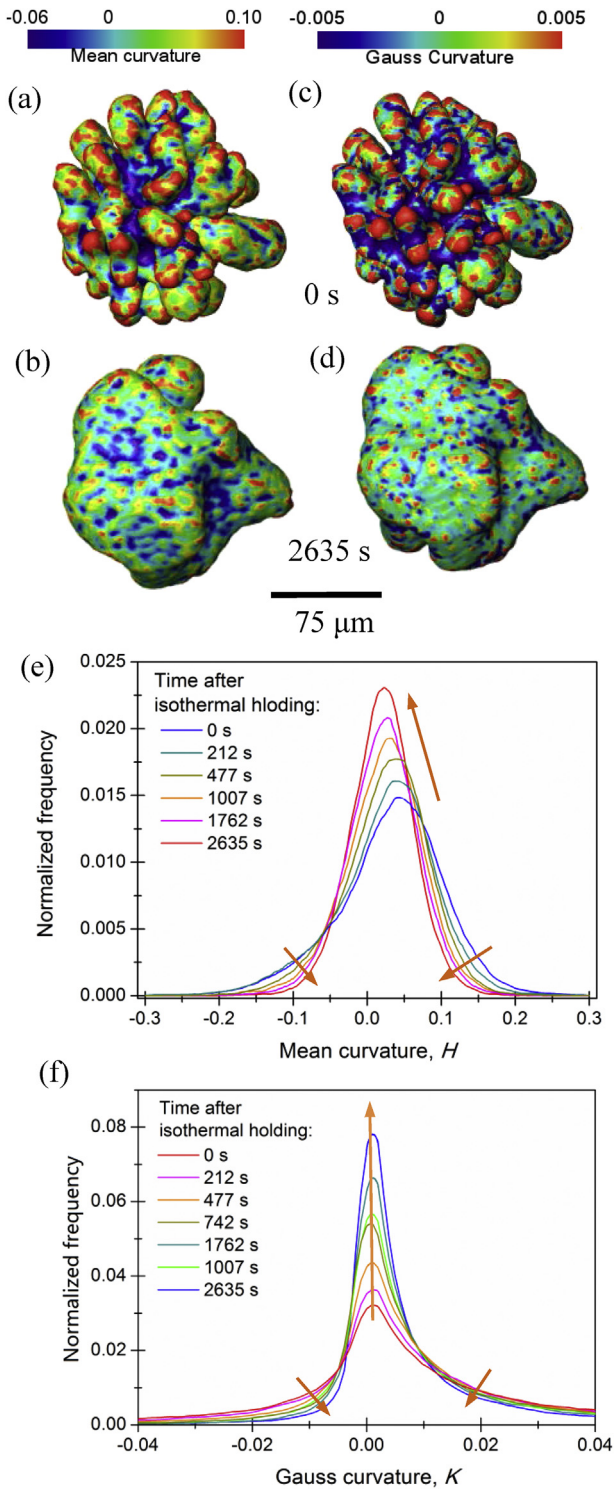 -0.06 0 0.10
Mean curvature
-0.005 0 0.005
Gauss Curvature
(a)
(c)
0 s
(b)
(d)
2635 s
75 μm
(e)
0.025
0.020
0.015
0.010
0.005
0.000
Normalized frequency
Time after
isothermal hloding:
0 s
212 s
477 s
1007 s
1762 s
2635 s
-0.3 -0.2 -0.1 0.0 0.1 0.2 0.3
Mean curvature, H
(f)
0.08
0.06
0.04
0.02
0.00
Normalized frequency
Time after
isothermal holding:
0 s
212 s
477 s
742 s
1762 s
1007 s
2635 s
-0.04 -0.02 0.00 0.02 0.04
Gauss curvature, K